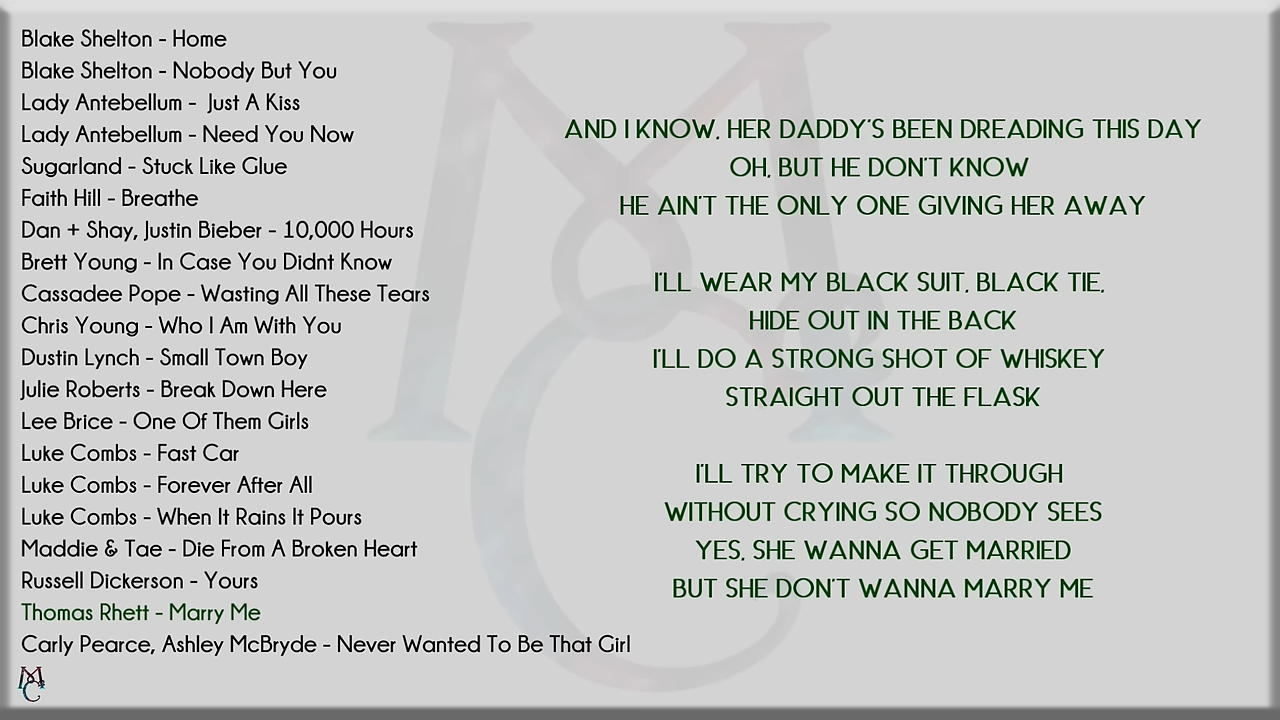 Blake Shelton - Home
Blake Shelton - Nobody But You
Lady Antebellum -  Just A Kiss
Lady Antebellum - Need You Now
Sugarland - Stuck Like Glue
Faith Hill - Breathe
Dan + Shay, Justin Bieber - 10,000 Hours
Brett Young - In Case You Didnt Know
Cassadee Pope - Wasting All These Tears
Chris Young - Who I Am With You
Dustin Lynch - Small Town Boy
Julie Roberts - Break Down Here
Lee Brice - One Of Them Girls
Luke Combs - Fast Car
Luke Combs - Forever After All
Luke Combs - When It Rains It Pours
Maddie & Tae - Die From A Broken Heart
Russell Dickerson - Yours
Thomas Rhett - Marry Me
Carly Pearce, Ashley McBryde - Never Wanted To Be That Girl
AND I KNOW, HER DADDY'S BEEN DREADING THIS DAY
OH, BUT HE DON'T KNOW
HE AIN'T THE ONLY ONE GIVING HER AWAY
I'LL WEAR MY BLACK SUIT, BLACK TIE,
HIDE OUT IN THE BACK
I'LL DO A STRONG SHOT OF WHISKEY
STRAIGHT OUT THE FLASK
I'LL TRY TO MAKE IT THROUGH
WITHOUT CRYING SO NOBODY SEES
YES, SHE WANNA GET MARRIED
BUT SHE DON'T WANNA MARRY ME
MC